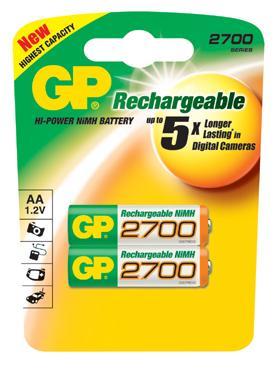 New
HIGHEST CAPACITY
2700
SERIES
GP
Rechargeable
HI-POWER NiMH BATTERY
up to 5x Longer
Lasting in
Digital Cameras
AA
1.2V
GP
Rechargeable NiMH
2700
GP
Rechargeable NiMH
2700